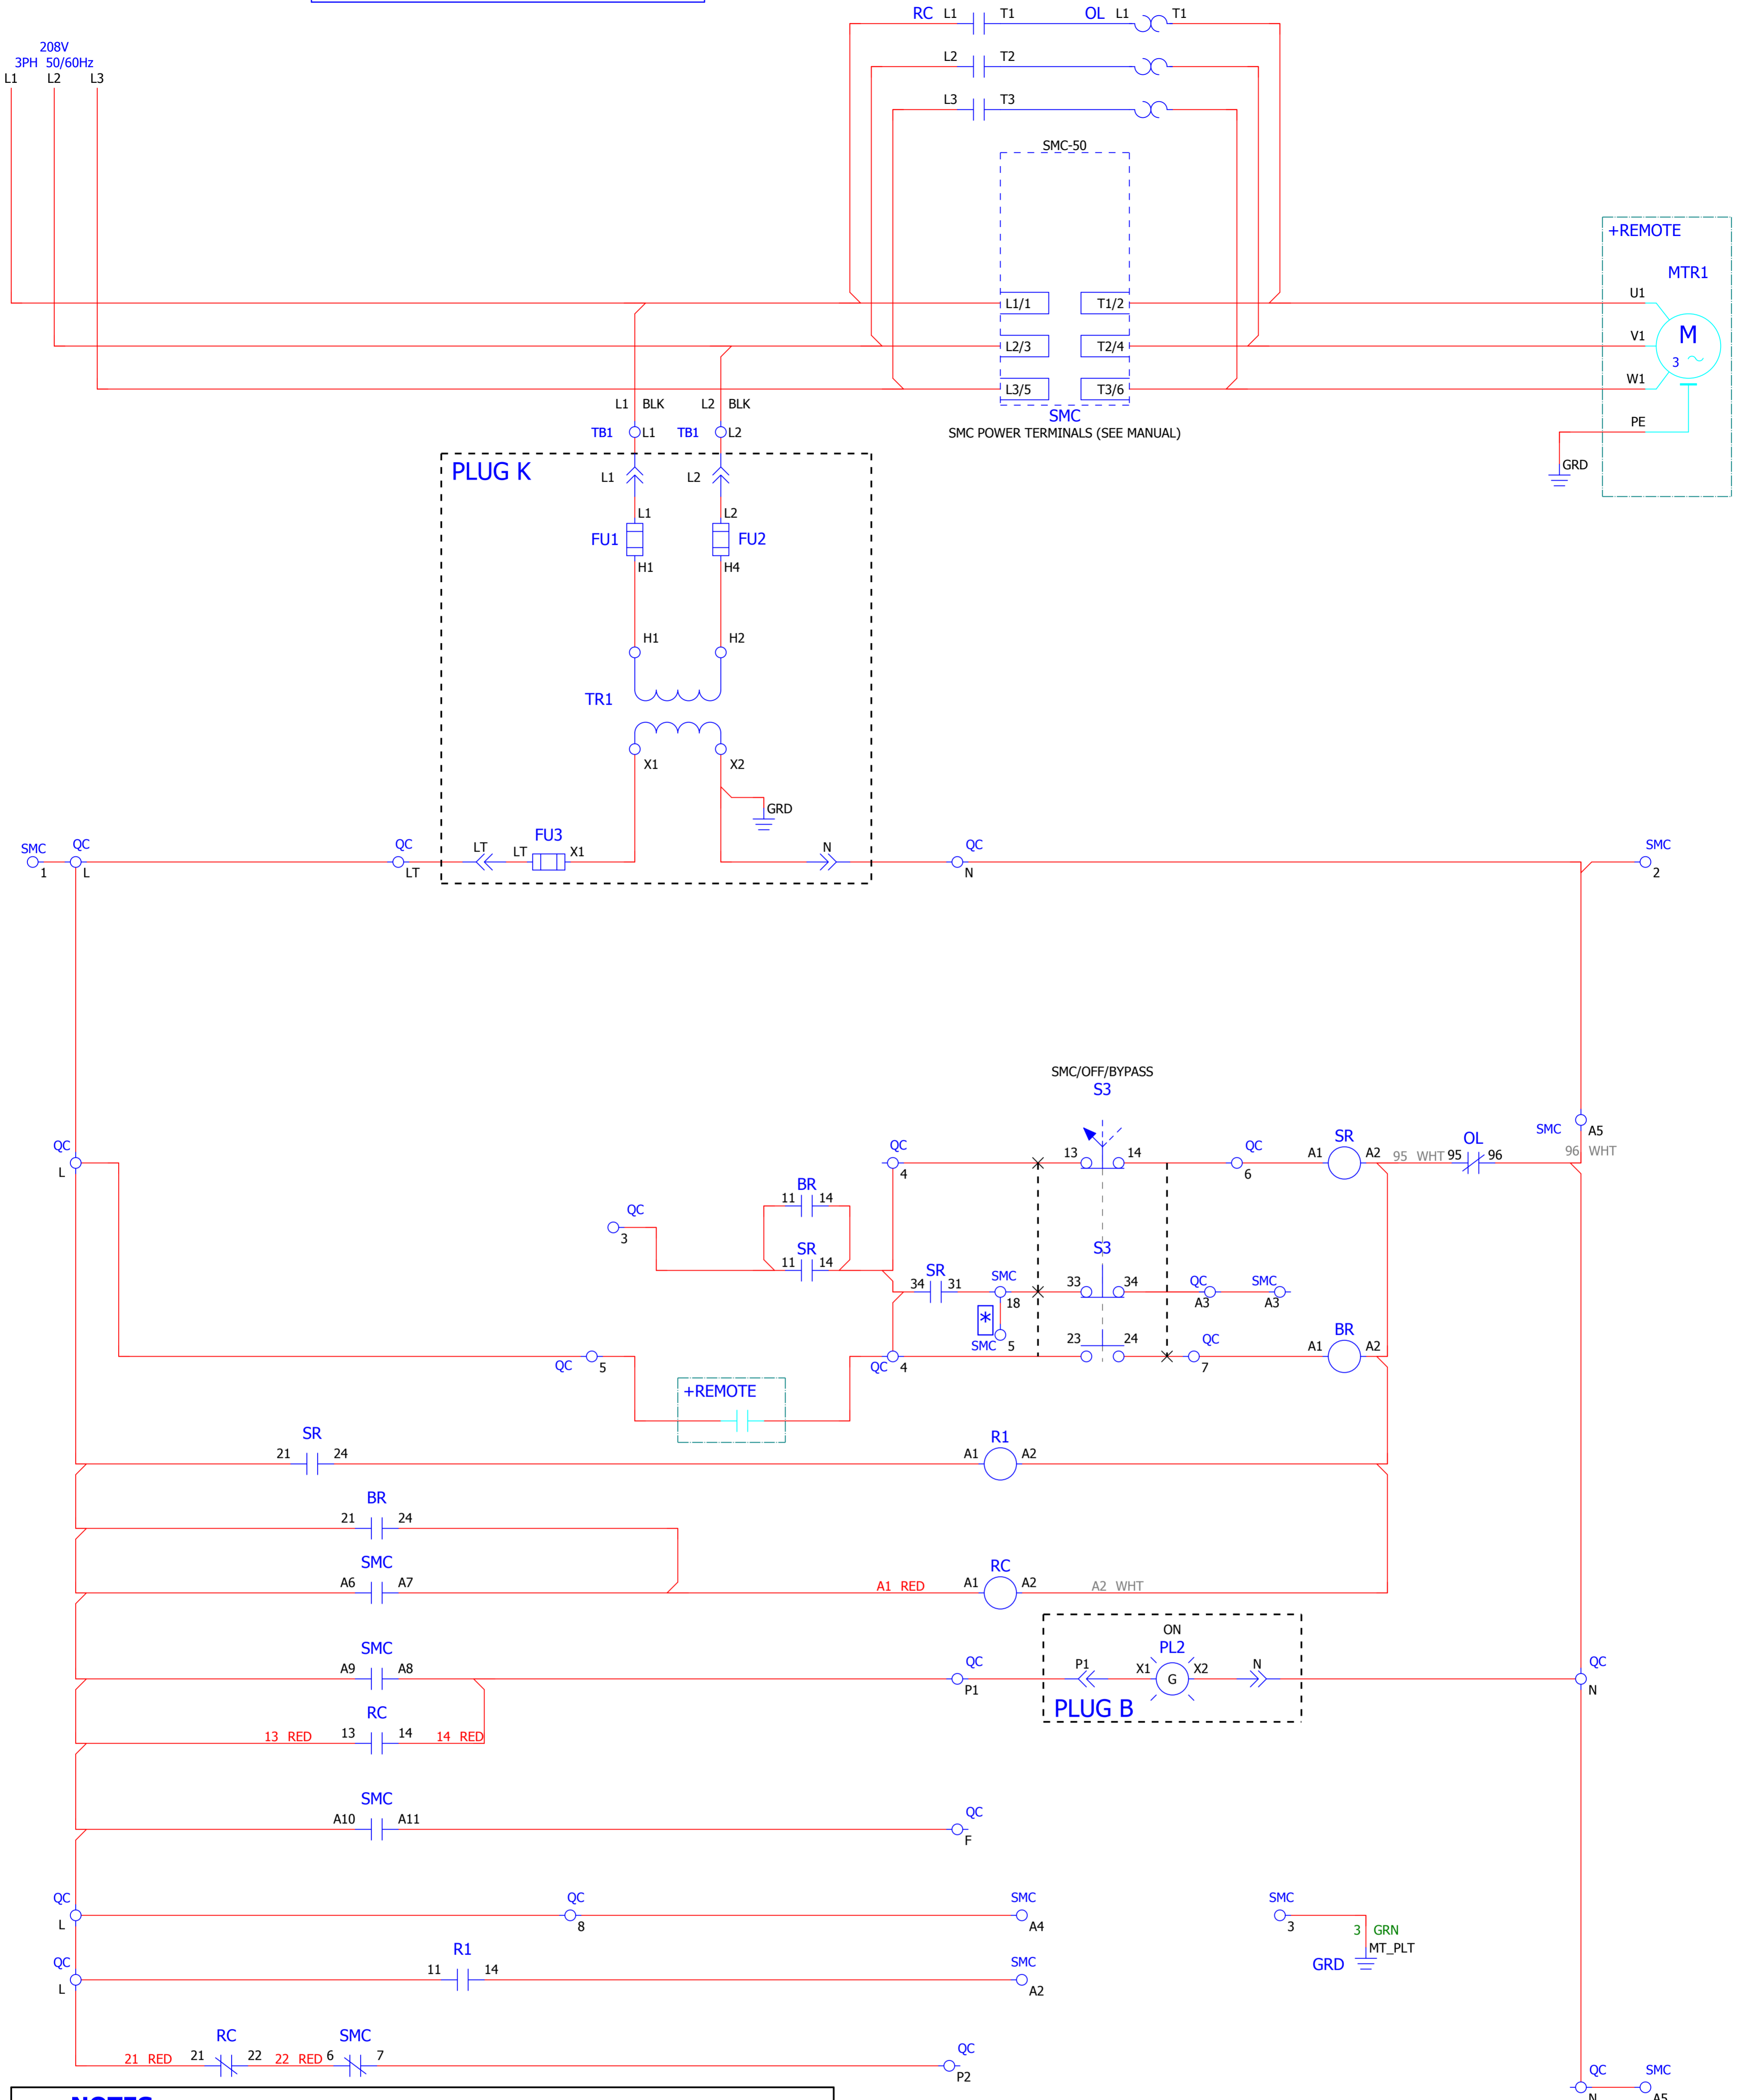 RC L1 T1 OL L1 T1
208V
3PH 50/60Hz
L1 L2 L3
L2 T2
L3 T3
SMC-50
+REMOTE
MTR1
L1/1 T1/2 U1
L2/3 T2/4 V1
M
3
L3/5 T3/6 W1
L1 BLK L2 BLK
SMC
SMC POWER TERMINALS (SEE MANUAL)
PE
TB1 L1 TB1 L2
GRD
PLUG K
L1 L2
L1 L2
FU1 FU2
H1 H4
H1 H2
TR1
X1 X2
GRD
SMC QC QC FU3 QC SMC
LT LT X1 N
1 L LT N 2
SMC/OFF/BYPASS
S3
SMC A5
QC QC 13 14 QC SR OL
A1 A2 95 WHT 95 96 96 WHT
L 4 6
BR
11 14
QC
3
SR
11 14
S3
SR SMC QC SMC
34 31 33 34
18 A3 A3
*
SMC 5
23 24 QC BR
A1 A2
QC 5 QC 4 7
+REMOTE
SR R1
21 24 A1 A2
BR
21 24
SMC RC
A6 A7 A1 RED A1 A2 A2 WHT
ON
SMC PL2
A9 A8 QC P1 X1 G X2 N QC
P1 N
PLUG B
RC
13 RED 13 14 14 RED
SMC
A10 A11 QC
F
QC QC SMC SMC
L 8 A4 3
3 GRN
MT_PLT
GRD
QC R1 SMC
11 14
L A2
RC SMC
21 RED 21 22 22 RED 6 7 QC
P2
QC SMC
N A5
NOTES